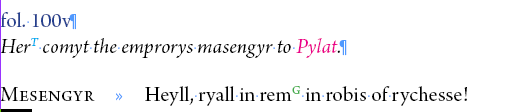 fol. 100v¶
Herᵀ comyt the emprorys masengyr to Pylat.¶
Mesengyr » Heyll, ryall in remᴳ in robis of rychesse!